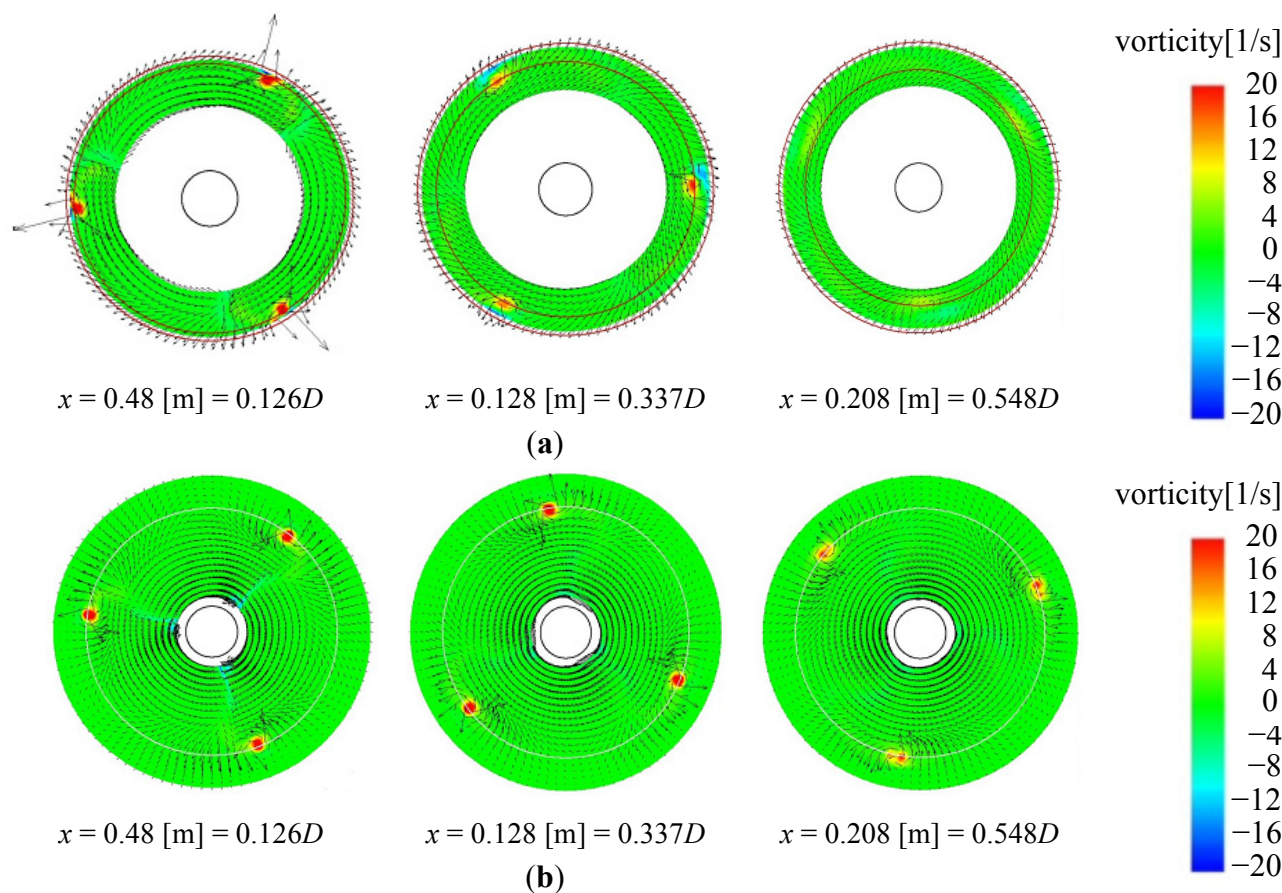 vorticity[1/s]
20
16
12
8
4
0
−4
−8
−12
−16
−20
x = 0.48 [m] = 0.126D
x = 0.128 [m] = 0.337D
x = 0.208 [m] = 0.548D
(a)
vorticity[1/s]
20
16
12
8
4
0
−4
−8
−12
−16
−20
x = 0.48 [m] = 0.126D
x = 0.128 [m] = 0.337D
x = 0.208 [m] = 0.548D
(b)